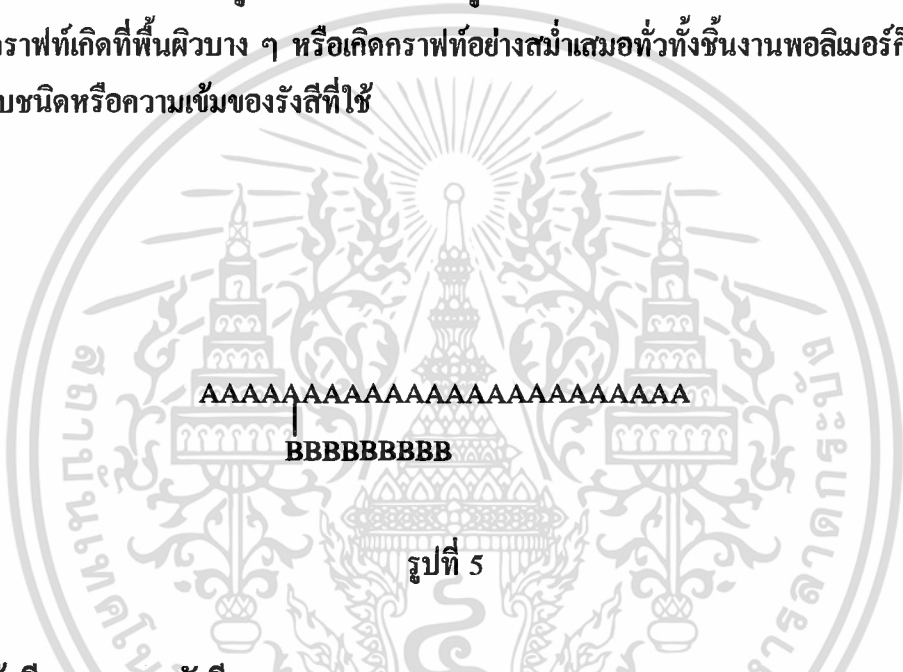 ราฟท์เกิดที่พื้นผิวบาง ๆ หรือเกิดกราฟท์อย่างสม่ำเสมอทั่วทั้งชิ้นงานพอลิเมอร์ก็
ชนิดหรือความเข้มของรังสีที่ใช้
AAAAAAAAAAAAAAAAAAAAAAAA
BBBBBBBBB
รูปที่ 5